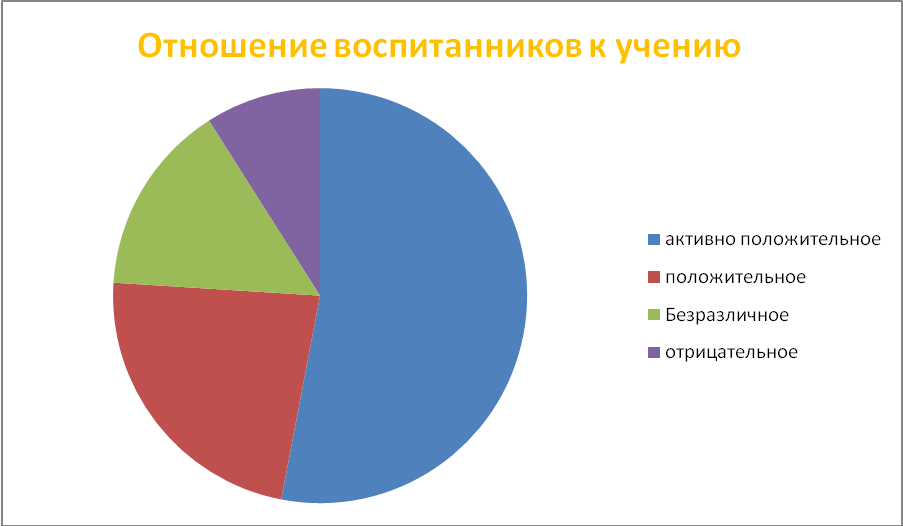 Отношение воспитанников к учению
активно положительное
положительное
Безразличное
отрицательное